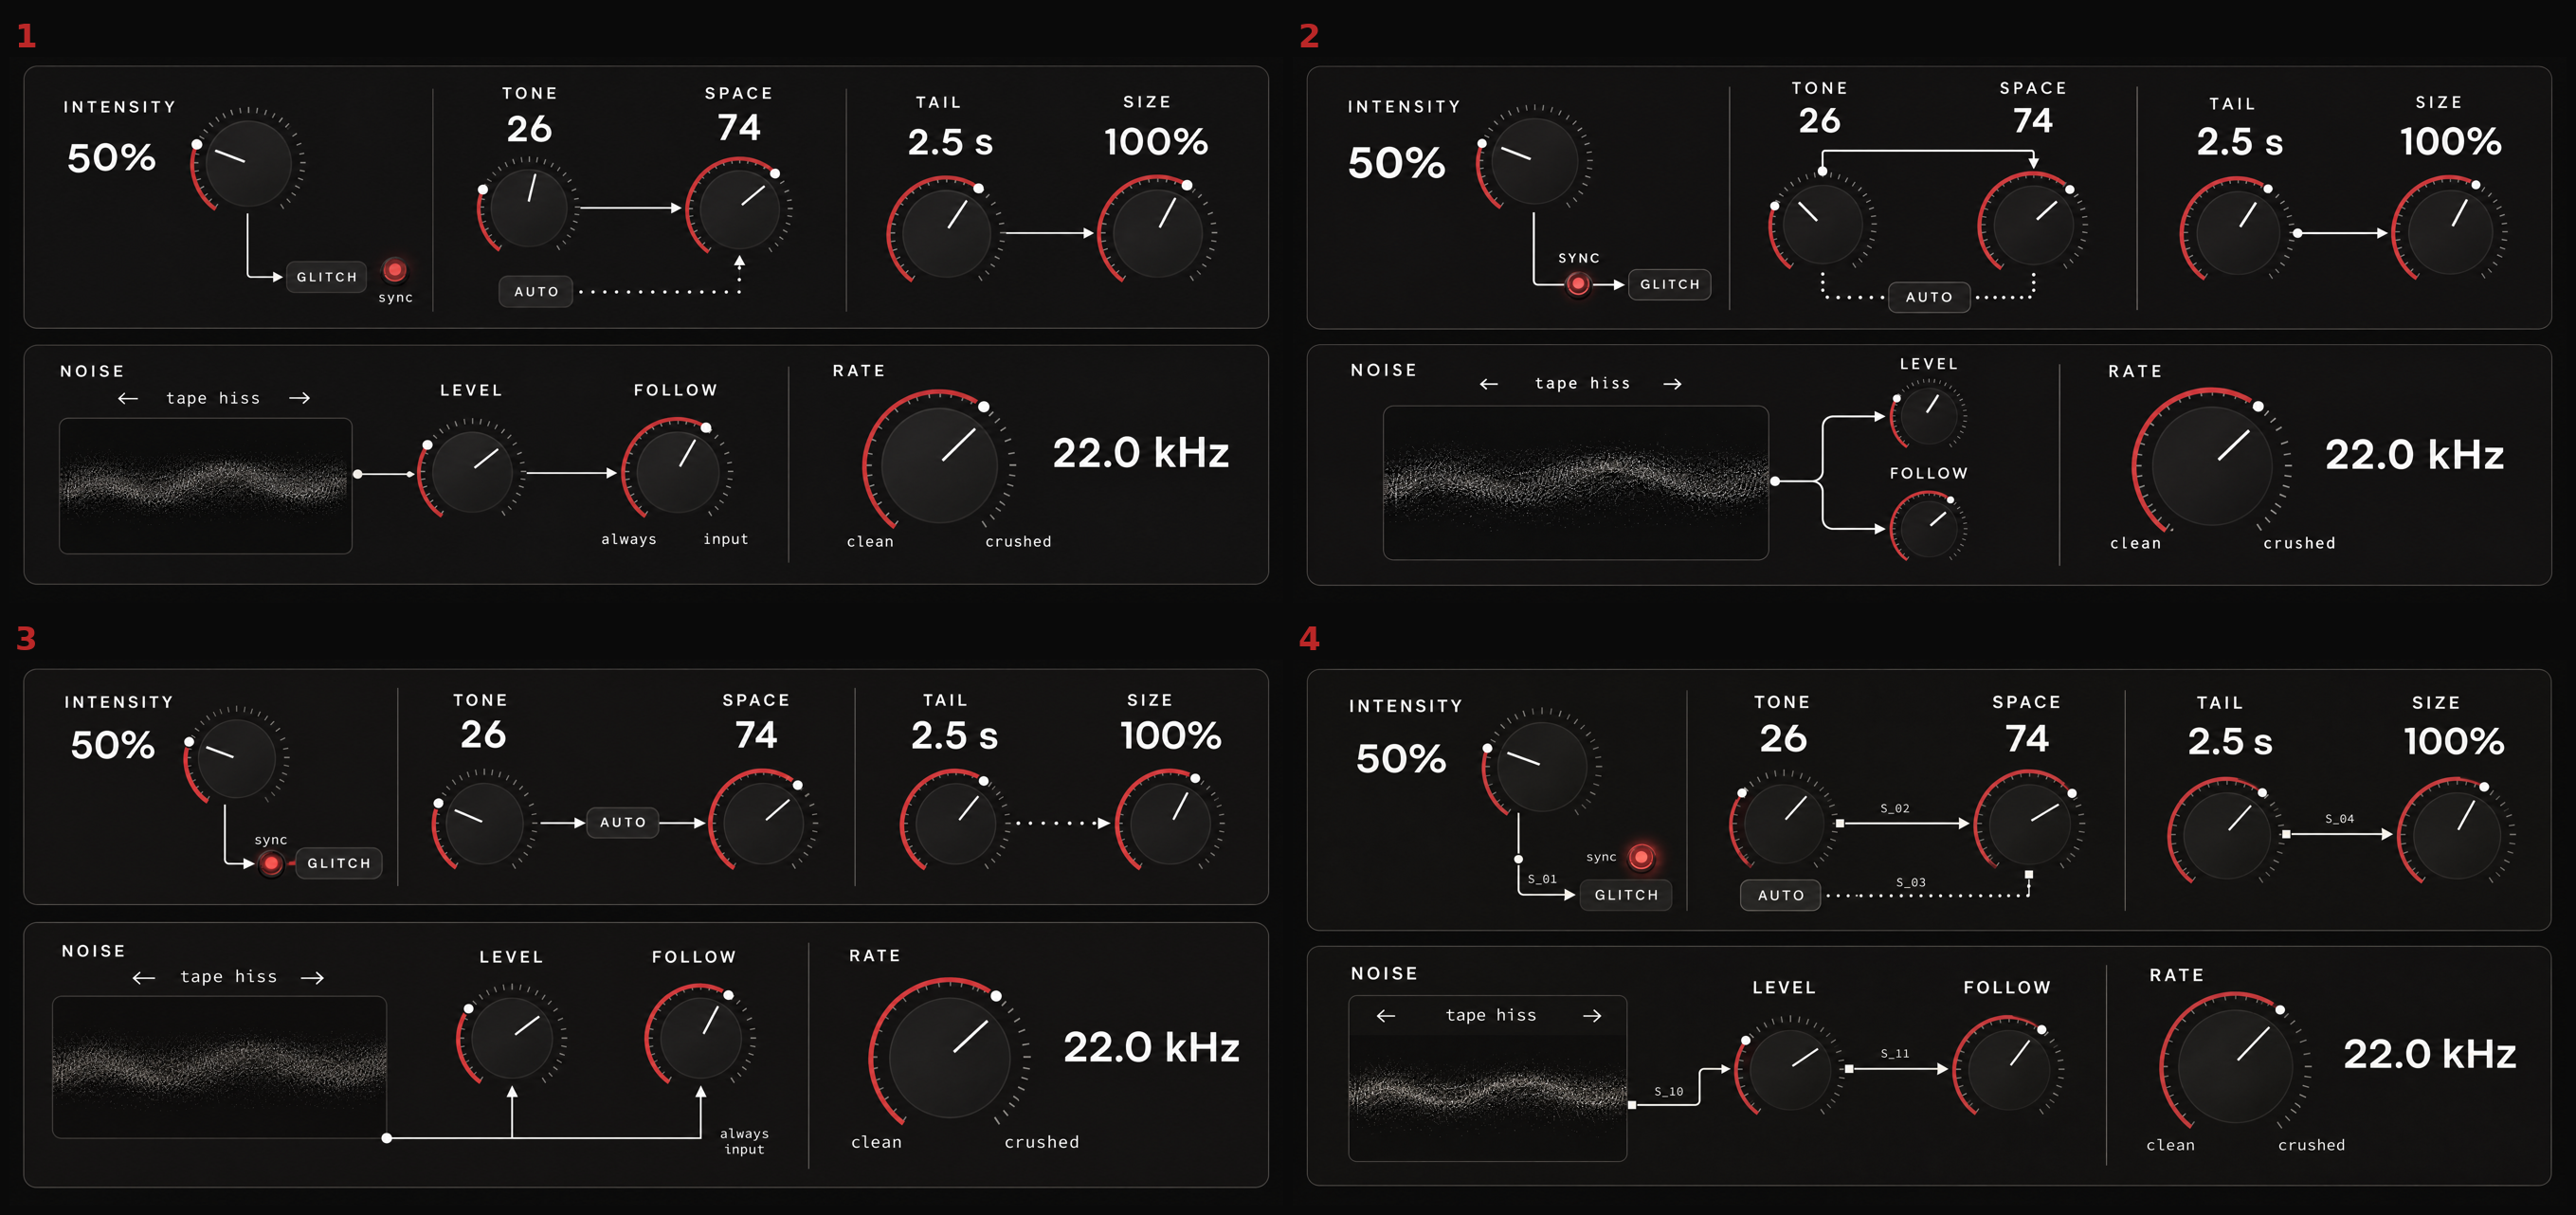 1
INTENSITY
50%
GLITCH
sync
TONE
26
SPACE
74
AUTO
TAIL
2.5 s
SIZE
100%
NOISE
← tape hiss →
LEVEL
FOLLOW
always input
RATE
22.0 kHz
clean crushed
2
INTENSITY
50%
SYNC
GLITCH
TONE
26
SPACE
74
AUTO
TAIL
2.5 s
SIZE
100%
NOISE
← tape hiss →
LEVEL
FOLLOW
RATE
22.0 kHz
clean crushed
3
INTENSITY
50%
sync
GLITCH
TONE
26
AUTO
SPACE
74
TAIL
2.5 s
SIZE
100%
NOISE
← tape hiss →
LEVEL
FOLLOW
always
input
RATE
22.0 kHz
clean crushed
4
INTENSITY
50%
S_01
sync
GLITCH
TONE
26
S_02
SPACE
74
AUTO
S_03
TAIL
2.5 s
S_04
SIZE
100%
NOISE
← tape hiss →
S_10
LEVEL
S_11
FOLLOW
RATE
22.0 kHz
clean crushed